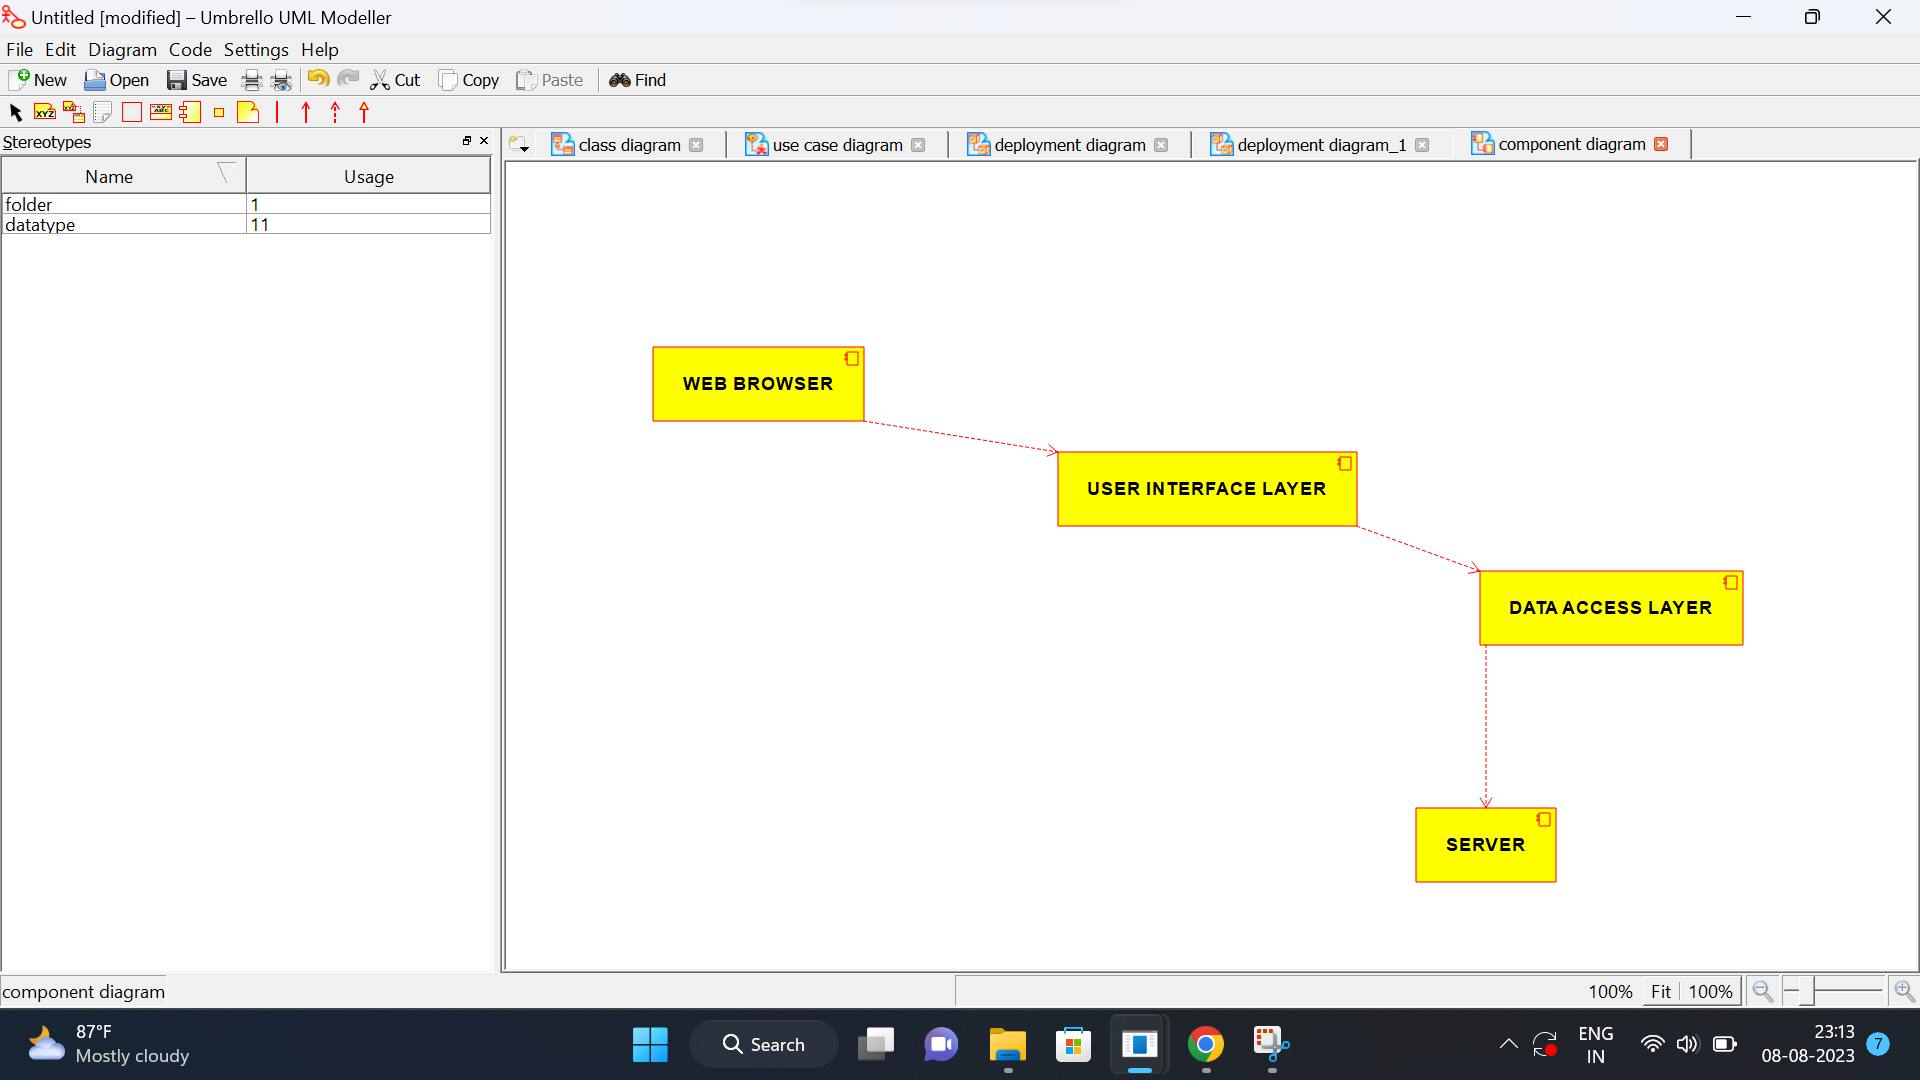 Untitled [modified] – Umbrello UML Modeller
File Edit Diagram Code Settings Help
New Open Save Cut Copy Paste Find
XYZ XYZ ABC
Stereotypes
class diagram use case diagram deployment diagram deployment diagram_1 component diagram
Name Usage
folder 1
datatype 11
WEB BROWSER
USER INTERFACE LAYER
DATA ACCESS LAYER
SERVER
component diagram 100% Fit 100%
87°F
Mostly cloudy
Search
ENG
IN
23:13
08-08-2023
7